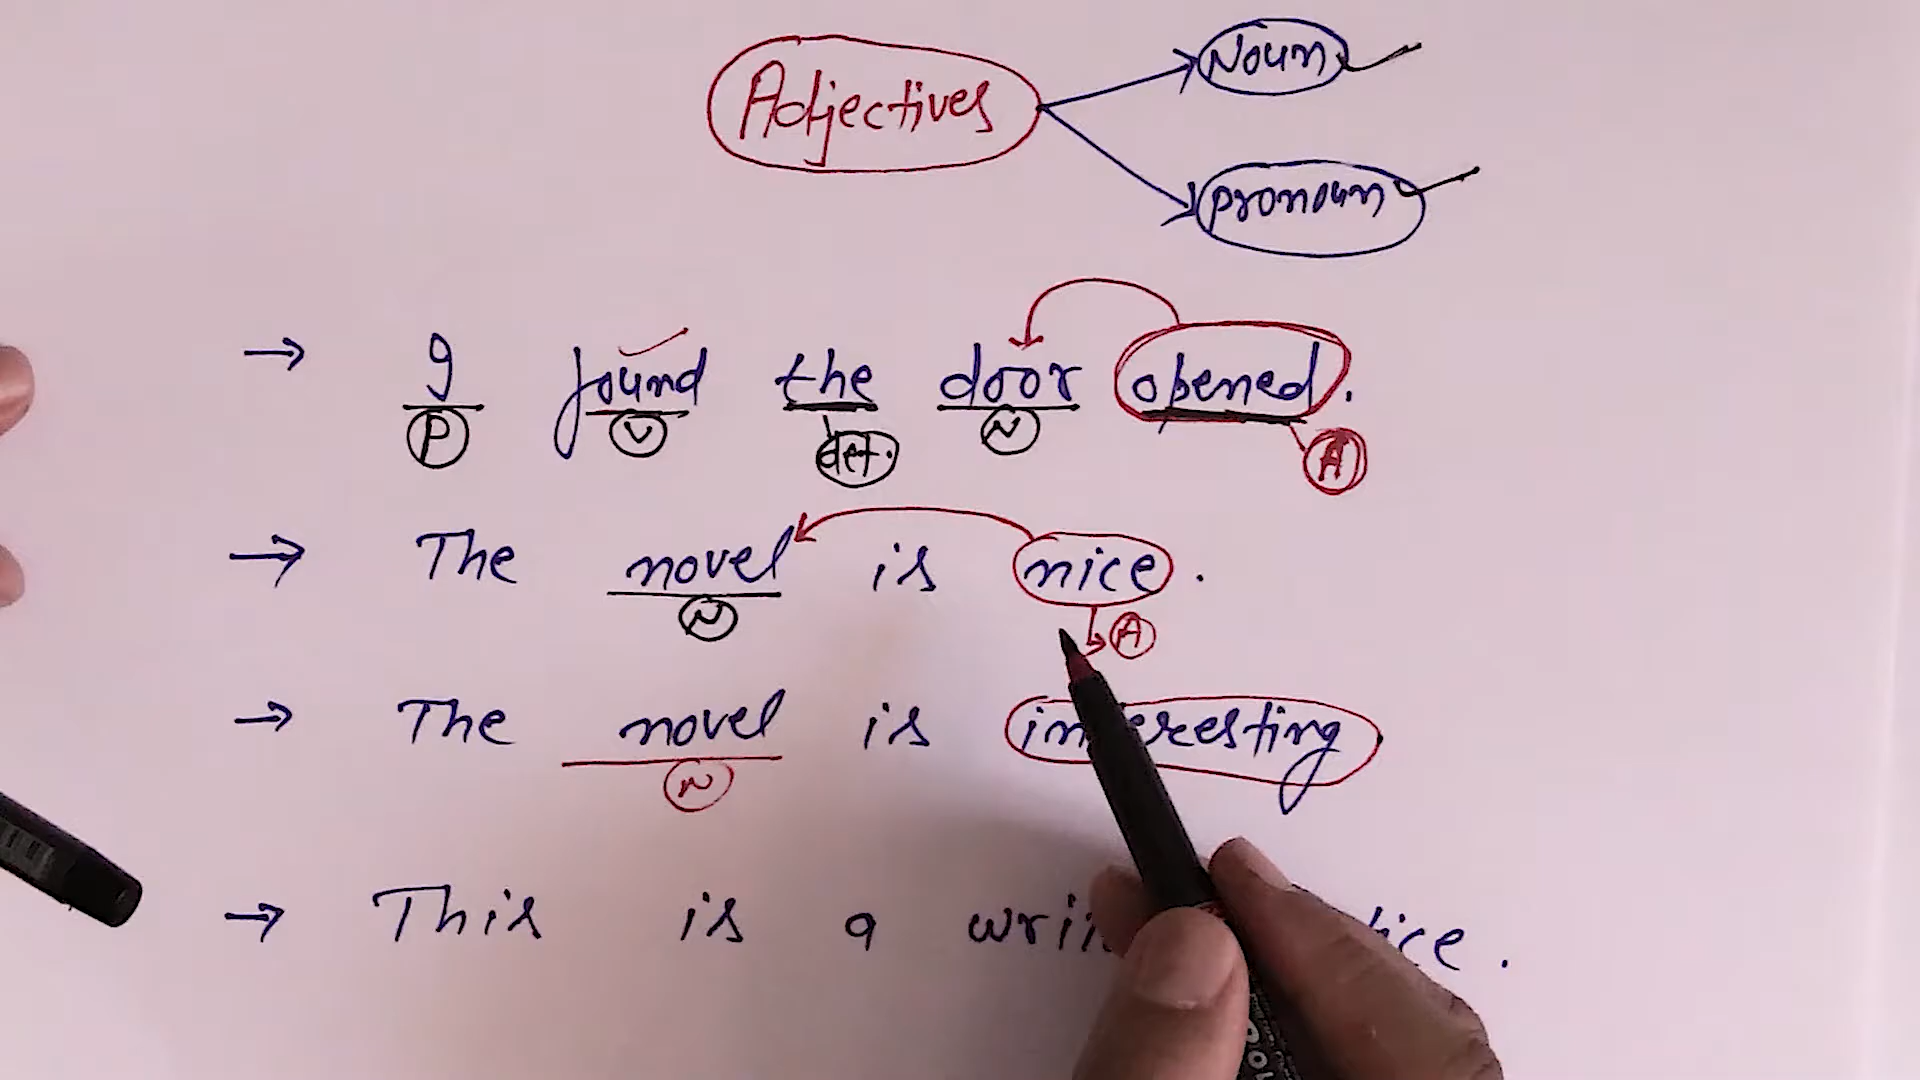 Adjectives
Noun
pronoun
→ I found the door opened.
P V det. N A
→ The novel is nice.
N A
→ The novel is interesting
N
→ This is a